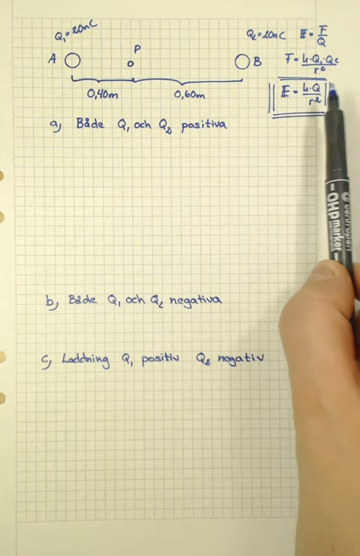 Q₁=20nC
Q₂=20nC E=F/Q
A P B F=k·Q₁·Q₂/r²
0,40m 0,60m E=k·Q/r²
a) Både Q₁ och Q₂ positiva
b) Både Q₁ och Q₂ negativa
c) Laddning Q₁ positiv Q₂ negativ
centropen
OHP marker